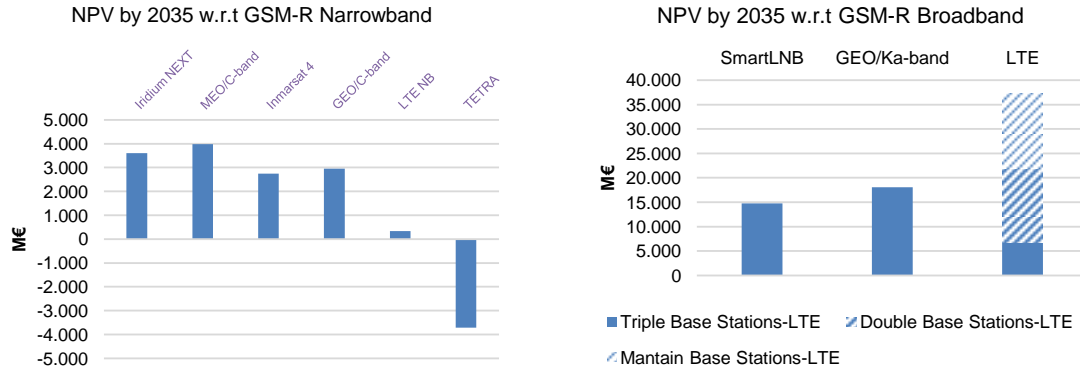 NPV by 2035 w.r.t GSM-R Narrowband
Iridium NEXT
MEO/C-band
Inmarsat 4
GEO/C-band
LTE NB
TETRA
5.000
4.000
3.000
2.000
1.000
0
-1.000
-2.000
-3.000
-4.000
-5.000
M€
NPV by 2035 w.r.t GSM-R Broadband
SmartLNB GEO/Ka-band LTE
40.000
35.000
30.000
25.000
20.000
15.000
10.000
5.000
0
M€
Triple Base Stations-LTE Double Base Stations-LTE
Mantain Base Stations-LTE